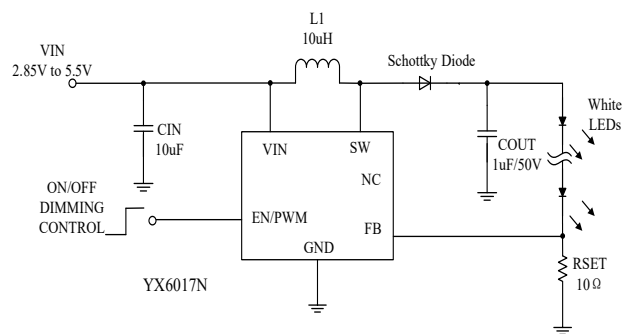 L1
10uH
VIN
2.85V to 5.5V
Schottky Diode
White
LEDs
CIN
10uF
VIN
SW
COUT
1uF/50V
NC
ON/OFF
DIMMING
CONTROL
EN/PWM
FB
GND
RSET
10Ω
YX6017N